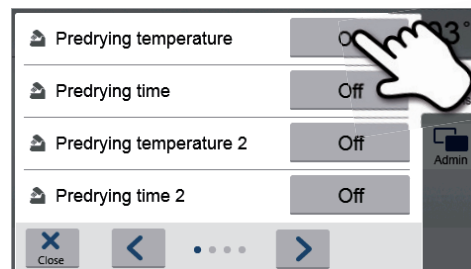 Predrying temperature
Predrying time
Off
Predrying temperature 2
Off
Admin
Predrying time 2
Off
Close